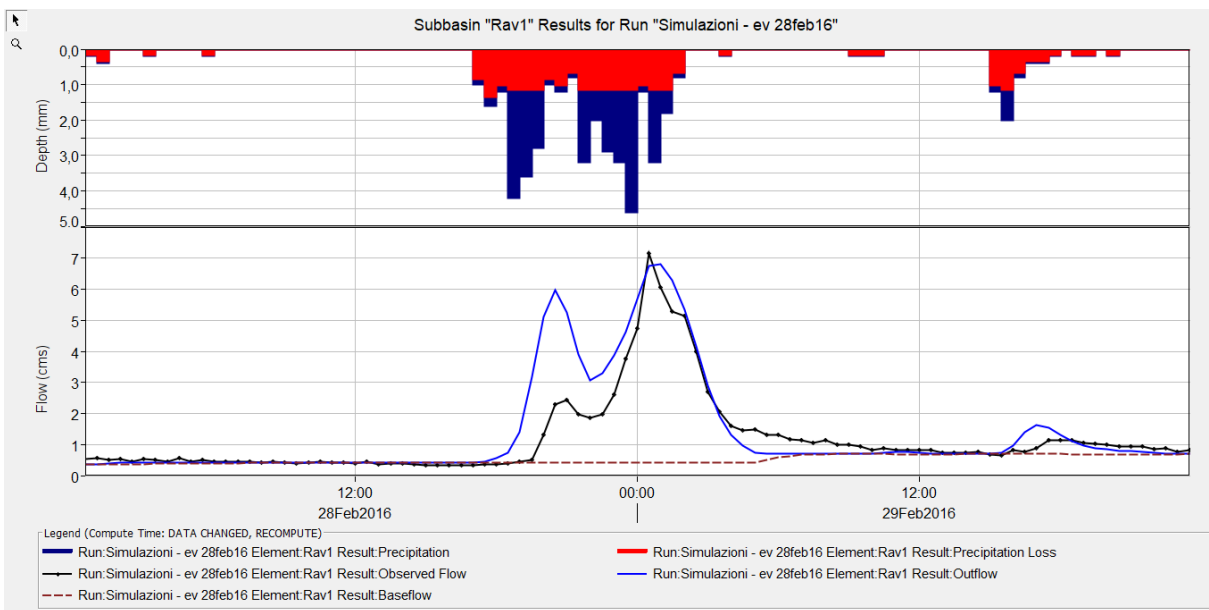 Subbasin "Rav1" Results for Run "Simulazioni - ev 28feb16"
0,0
1,0
2,0
3,0
4,0
5,0
Depth (mm)
7
6
5
4
3
2
1
0
Flow (cms)
12:00
00:00
12:00
28Feb2016
29Feb2016
Legend (Compute Time: DATA CHANGED, RECOMPUTE)
Run:Simulazioni - ev 28feb16 Element:Rav1 Result:Precipitation
Run:Simulazioni - ev 28feb16 Element:Rav1 Result:Precipitation Loss
Run:Simulazioni - ev 28feb16 Element:Rav1 Result:Observed Flow
Run:Simulazioni - ev 28feb16 Element:Rav1 Result:Outflow
Run:Simulazioni - ev 28feb16 Element:Rav1 Result:Baseflow